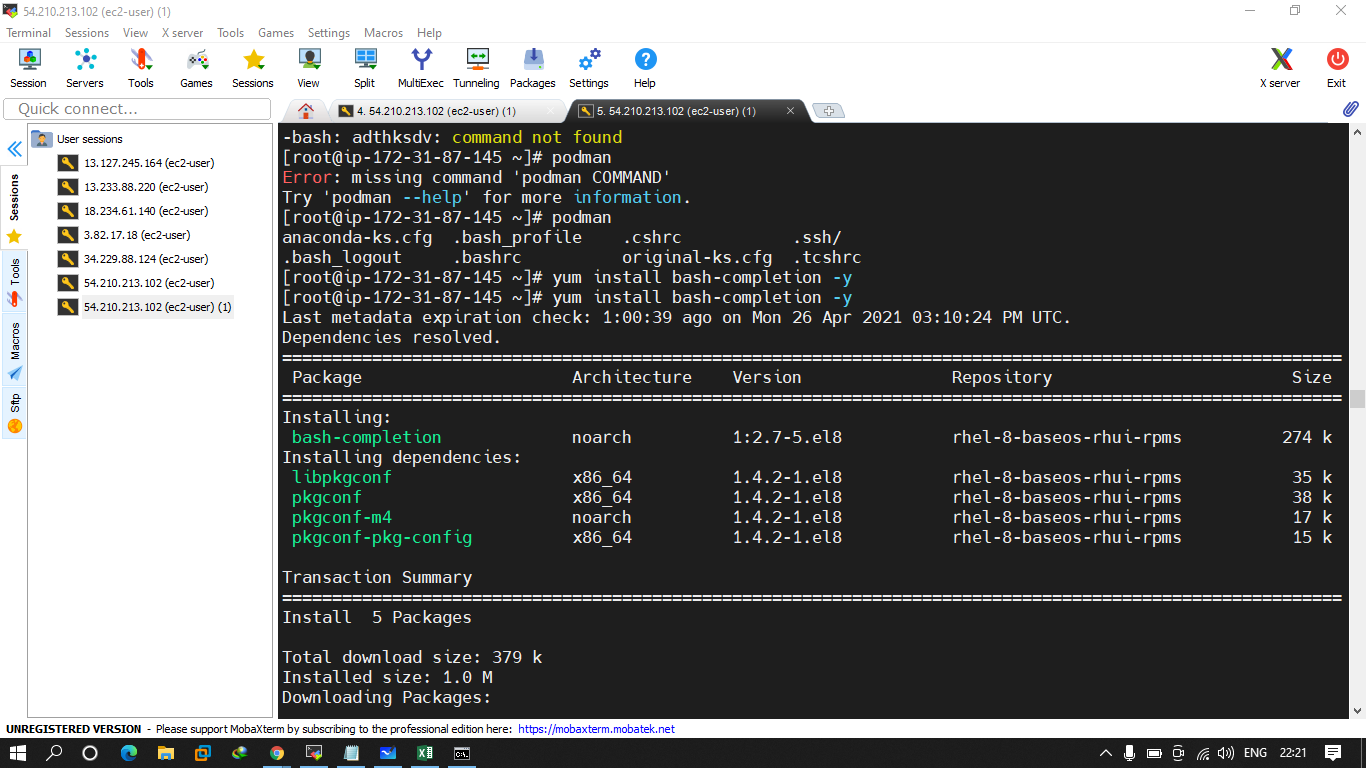 54.210.213.102 (ec2-user) (1)
Terminal Sessions View X server Tools Games Settings Macros Help
Session Servers Tools Games Sessions View Split MultiExec Tunneling Packages Settings Help X server Exit
Quick connect...
4. 54.210.213.102 (ec2-user) (1)
5. 54.210.213.102 (ec2-user) (1)
Sessions
Tools
Macros
Sftp
User sessions
13.127.245.164 (ec2-user)
13.233.88.220 (ec2-user)
18.234.61.140 (ec2-user)
3.82.17.18 (ec2-user)
34.229.88.124 (ec2-user)
54.210.213.102 (ec2-user)
54.210.213.102 (ec2-user) (1)
-bash: adthksdv: command not found
[root@ip-172-31-87-145 ~]# podman
Error: missing command 'podman COMMAND'
Try 'podman --help' for more information.
[root@ip-172-31-87-145 ~]# podman
anaconda-ks.cfg .bash_profile .cshrc .ssh/
.bash_logout .bashrc original-ks.cfg .tcshrc
[root@ip-172-31-87-145 ~]# yum install bash-completion -y
[root@ip-172-31-87-145 ~]# yum install bash-completion -y
Last metadata expiration check: 1:00:39 ago on Mon 26 Apr 2021 03:10:24 PM UTC.
Dependencies resolved.
==========================================================================================================
Package Architecture Version Repository Size
==========================================================================================================
Installing:
bash-completion noarch 1:2.7-5.el8 rhel-8-baseos-rhui-rpms 274 k
Installing dependencies:
libpkgconf x86_64 1.4.2-1.el8 rhel-8-baseos-rhui-rpms 35 k
pkgconf x86_64 1.4.2-1.el8 rhel-8-baseos-rhui-rpms 38 k
pkgconf-m4 noarch 1.4.2-1.el8 rhel-8-baseos-rhui-rpms 17 k
pkgconf-pkg-config x86_64 1.4.2-1.el8 rhel-8-baseos-rhui-rpms 15 k
Transaction Summary
==========================================================================================================
Install 5 Packages
Total download size: 379 k
Installed size: 1.0 M
Downloading Packages:
UNREGISTERED VERSION - Please support MobaXterm by subscribing to the professional edition here: https://mobaxterm.mobatek.net
ENG 22:21